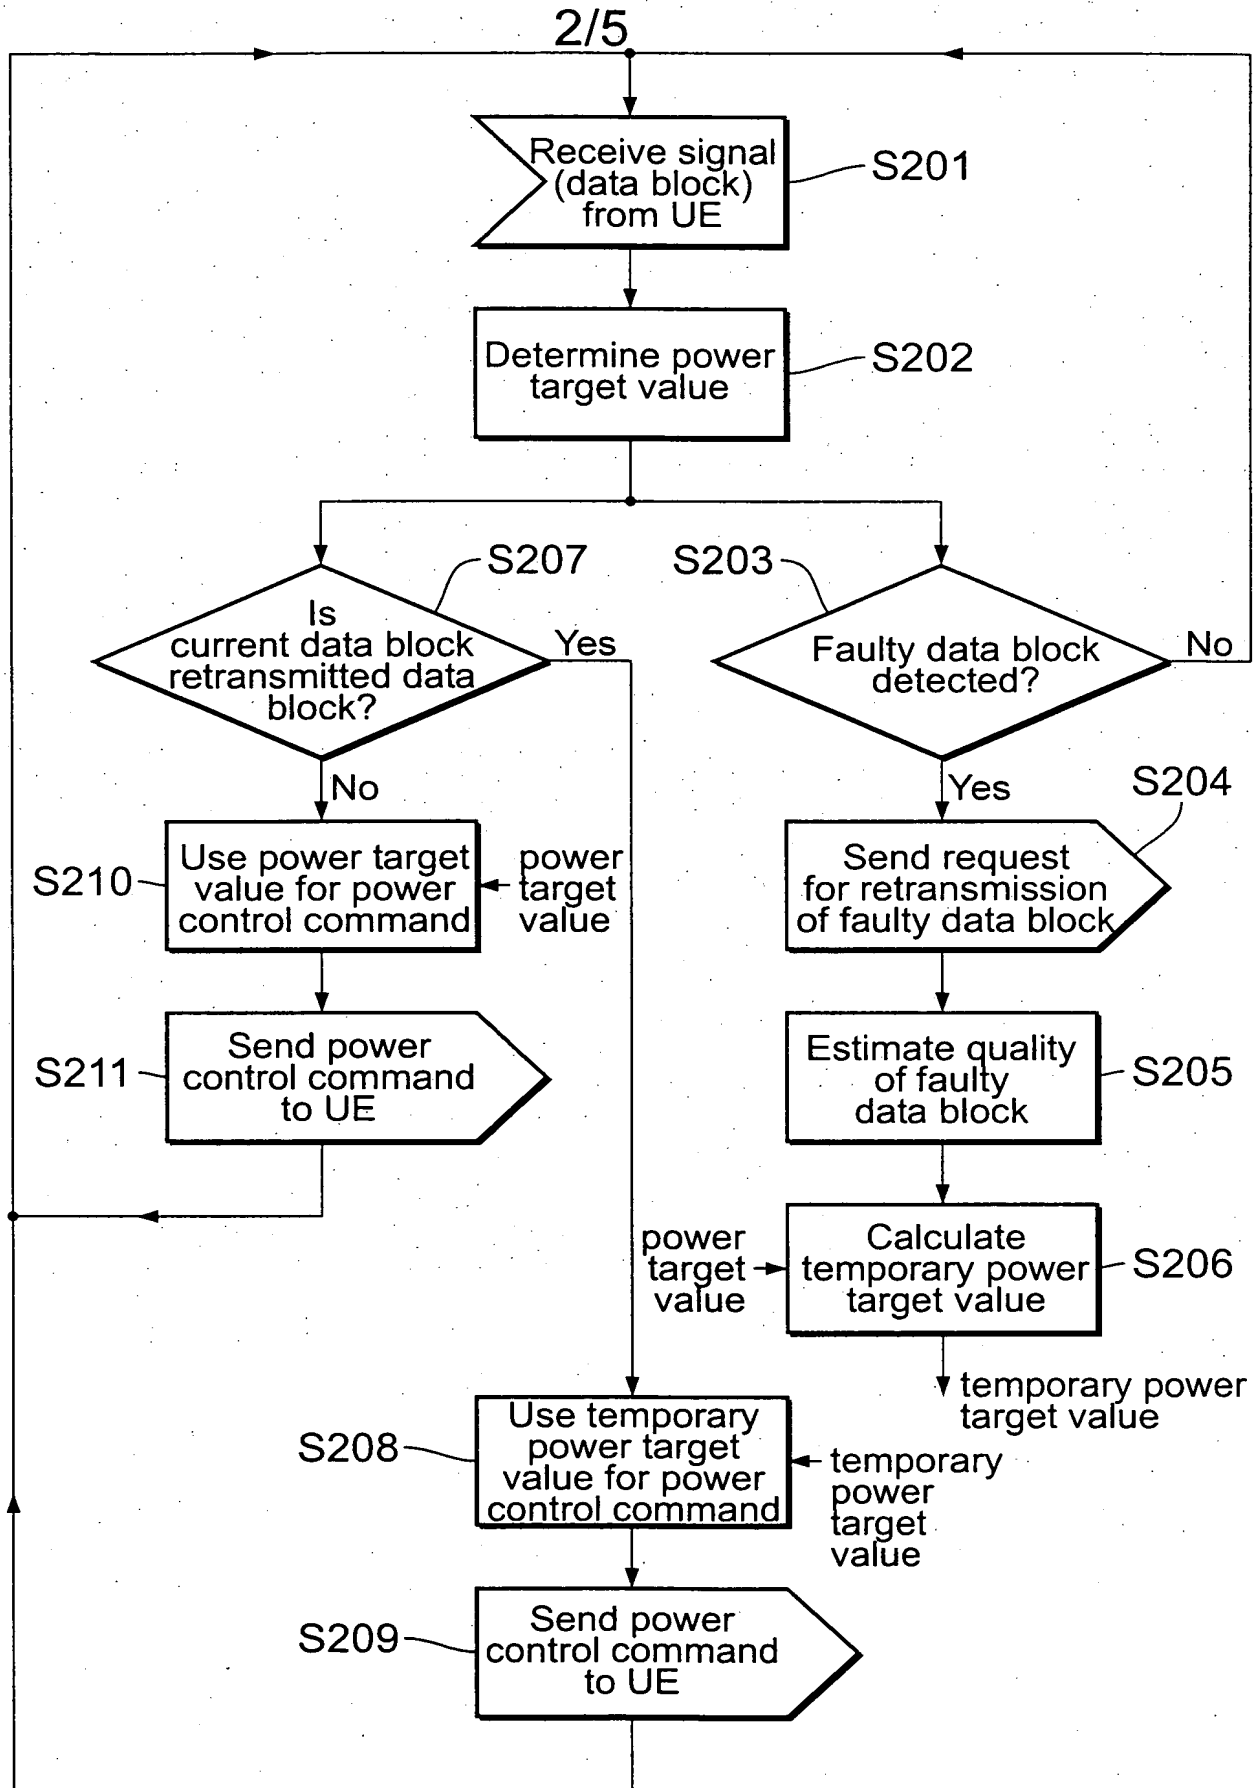 2/5
Receive signal
(data block)
from UE
S201
Determine power
target value
S202
S207
S203
Is
current data block
retransmitted data
block?
Yes
Faulty data block
detected?
No
No
Yes
S204
S210
Use power target
value for power
control command
power
target
value
Send request
for retransmission
of faulty data block
S211
Send power
control command
to UE
Estimate quality
of faulty
data block
S205
power
target
value
Calculate
temporary power
target value
S206
temporary power
target value
S208
Use temporary
power target
value for power
control command
temporary
power
target
value
S209
Send power
control command
to UE